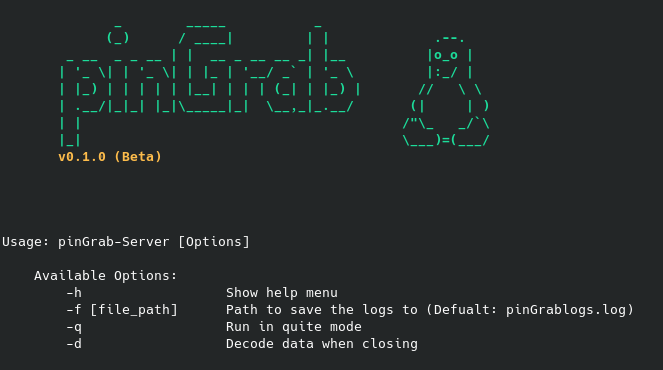 pinGrab
v0.1.0 (Beta)
Usage: pinGrab-Server [Options]
Available Options:
-h Show help menu
-f [file_path] Path to save the logs to (Defualt: pinGrablogs.log)
-q Run in quite mode
-d Decode data when closing